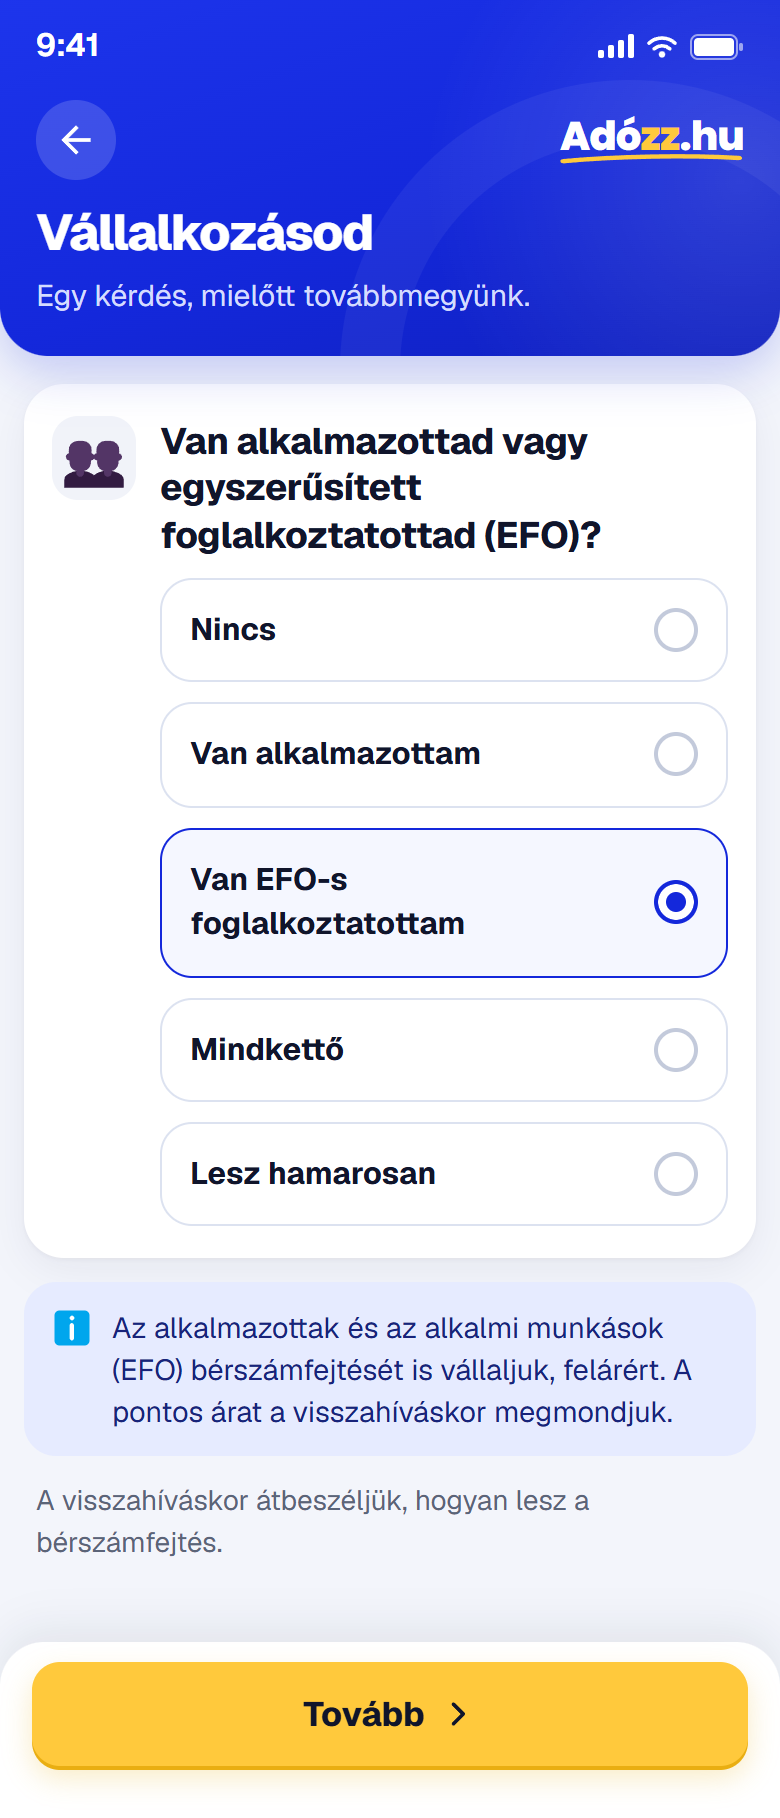 9:41
Adózz.hu
Vállalkozásod
Egy kérdés, mielőtt továbbmegyünk.
Van alkalmazottad vagy
egyszerűsített
foglalkoztatottad (EFO)?
Nincs
Van alkalmazottam
Van EFO-s
foglalkoztatottam
Mindkettő
Lesz hamarosan
Az alkalmazottak és az alkalmi munkások
(EFO) bérszámfejtését is vállaljuk, felárért. A
pontos árat a visszahíváskor megmondjuk.
A visszahíváskor átbeszéljük, hogyan lesz a
bérszámfejtés.
Tovább